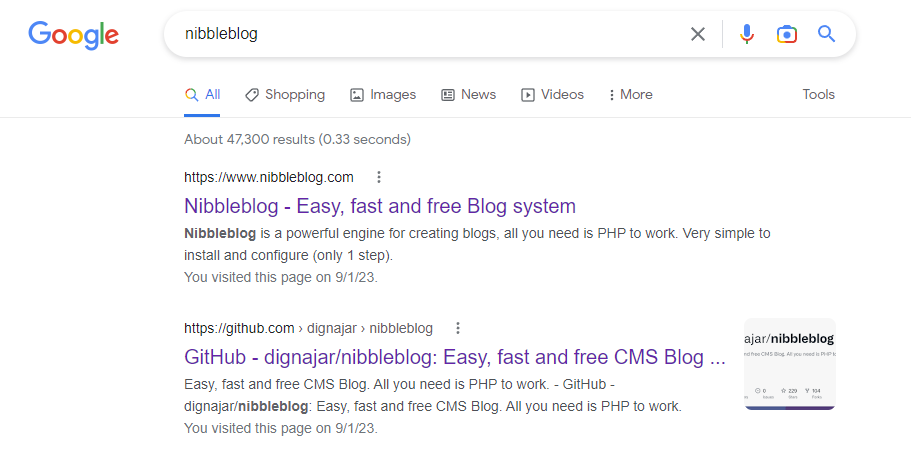 Google
nibbleblog
All Shopping Images News Videos More Tools
About 47,300 results (0.33 seconds)
https://www.nibbleblog.com
Nibbleblog - Easy, fast and free Blog system
Nibbleblog is a powerful engine for creating blogs, all you need is PHP to work. Very simple to
install and configure (only 1 step).
You visited this page on 9/1/23.
https://github.com › dignajar › nibbleblog
GitHub - dignajar/nibbleblog: Easy, fast and free CMS Blog ...
Easy, fast and free CMS Blog. All you need is PHP to work. - GitHub -
dignajar/nibbleblog: Easy, fast and free CMS Blog. All you need is PHP to work.
You visited this page on 9/1/23.
ajar/nibbleblog
and free CMS Blog. All you need is PHP t
0 229 104
Issues Stars Forks